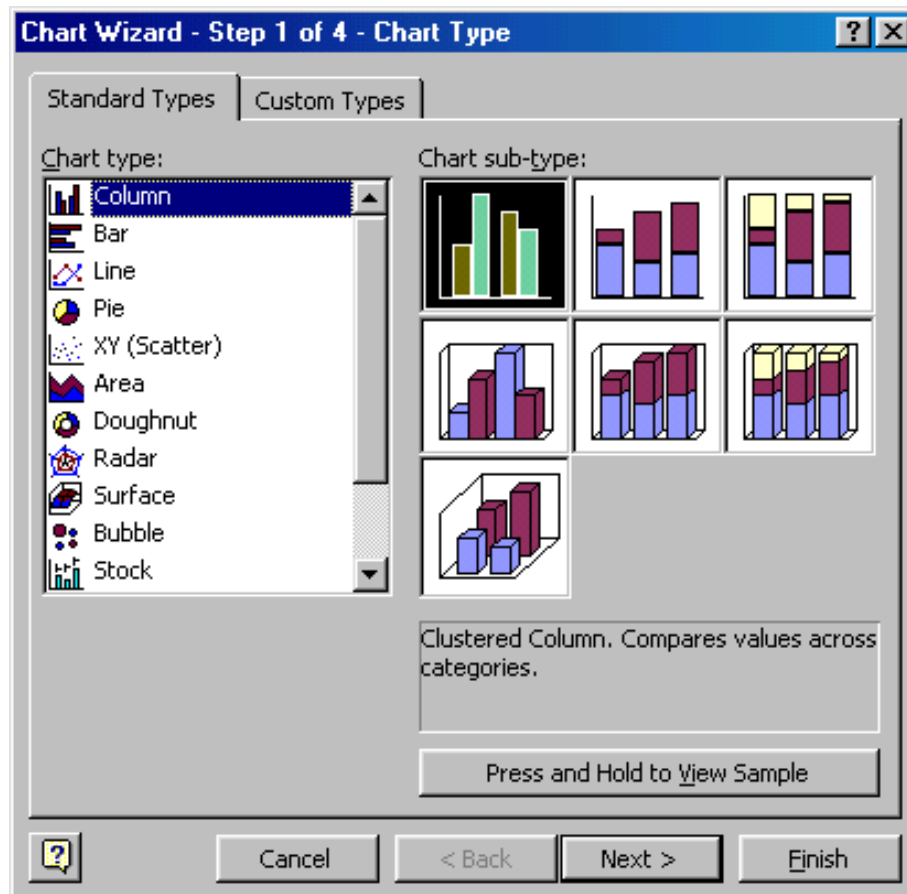 Chart Wizard - Step 1 of 4 - Chart Type
Standard Types
Custom Types
Chart type:
Column
Bar
Line
Pie
XY (Scatter)
Area
Doughnut
Radar
Surface
Bubble
Stock
Chart sub-type:
Clustered Column. Compares values across
categories.
Press and Hold to View Sample
Cancel
< Back
Next >
Finish